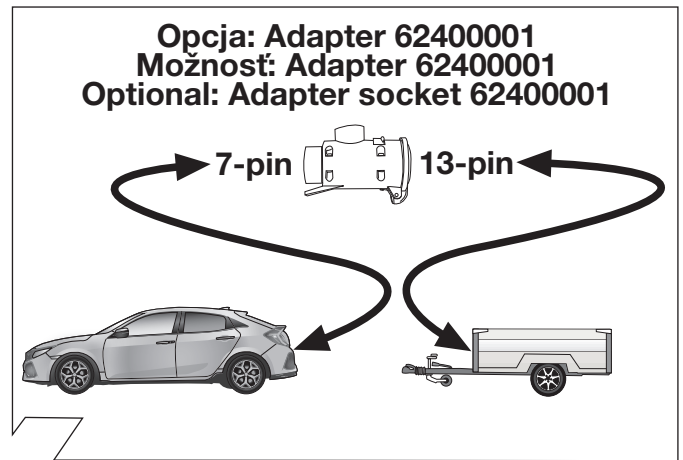 Opcja: Adapter 62400001
Možnosť: Adapter 62400001
Optional: Adapter socket 62400001
7-pin 13-pin